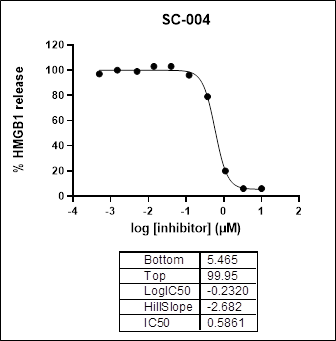 SC-004
% HMGB1 release
120
100
80
60
40
20
0
-4 -3 -2 -1 0 1 2
log [inhibitor] (µM)
Bottom 5.465
Top 99.95
LogIC50 -0.2320
HillSlope -2.682
IC50 0.5861